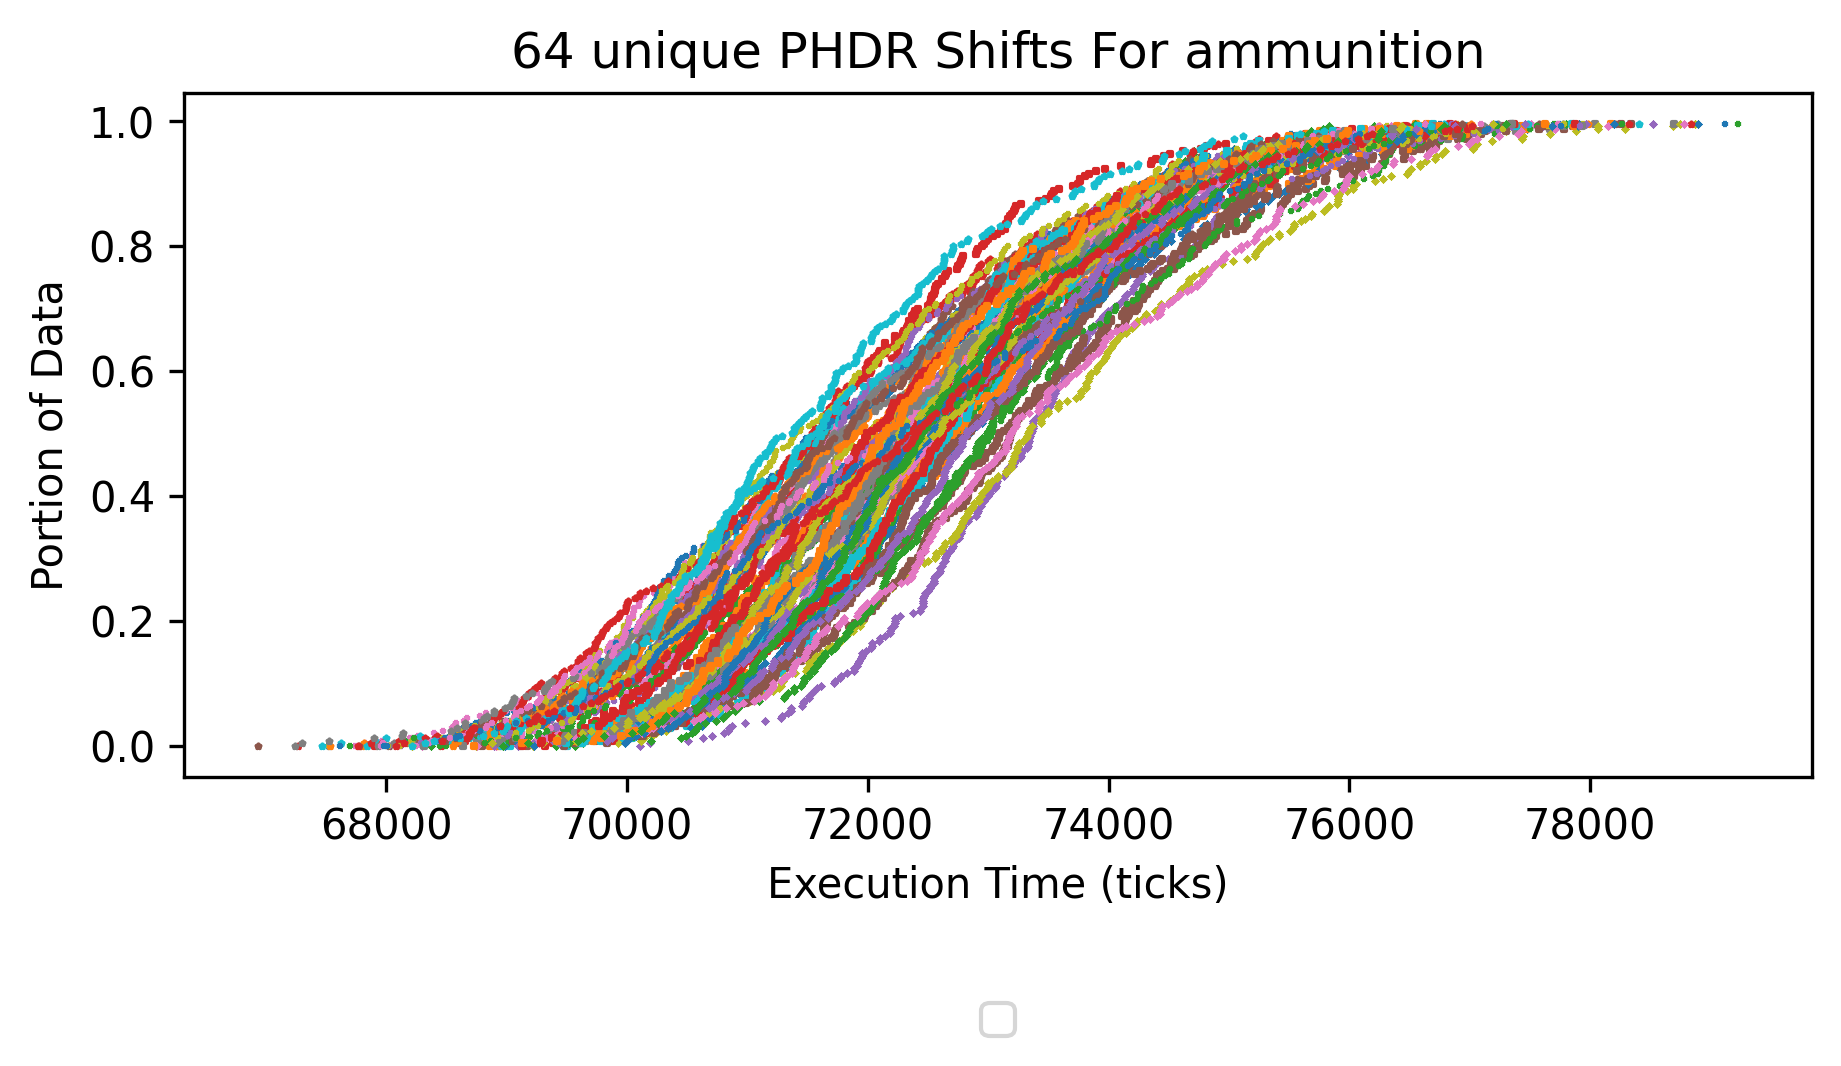 64 unique PHDR Shifts For ammunition
1.0
0.8
0.6
0.4
0.2
0.0
Portion of Data
68000 70000 72000 74000 76000 78000
Execution Time (ticks)